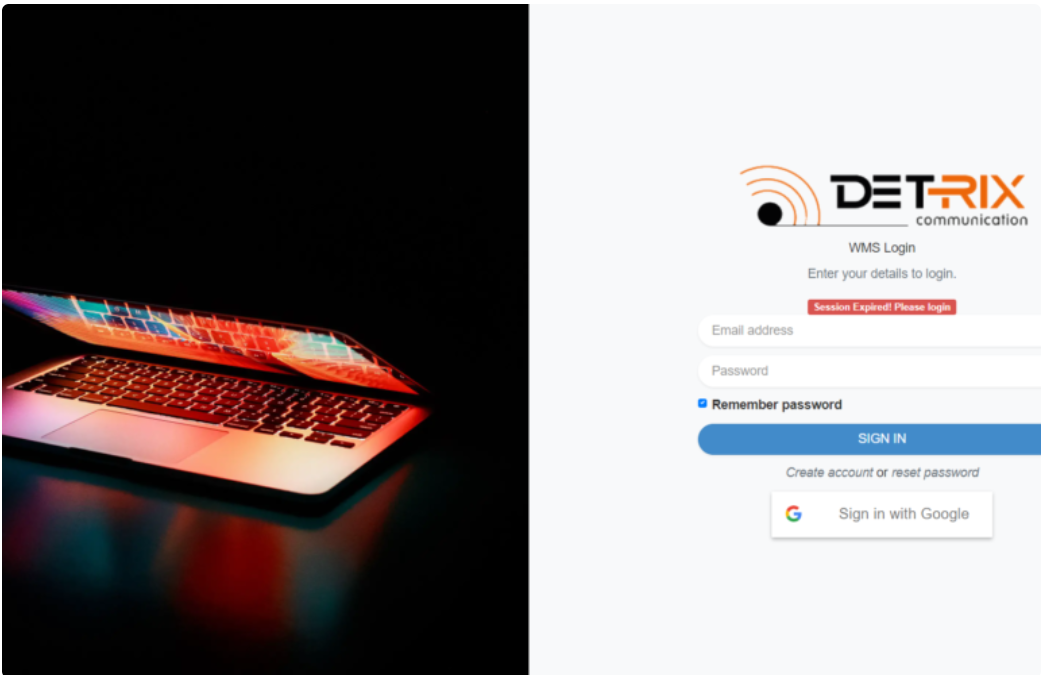 DETRIX
communication
WMS Login
Enter your details to login.
Session Expired! Please login
Email address
Password
Remember password
SIGN IN
Create account or reset password
Sign in with Google